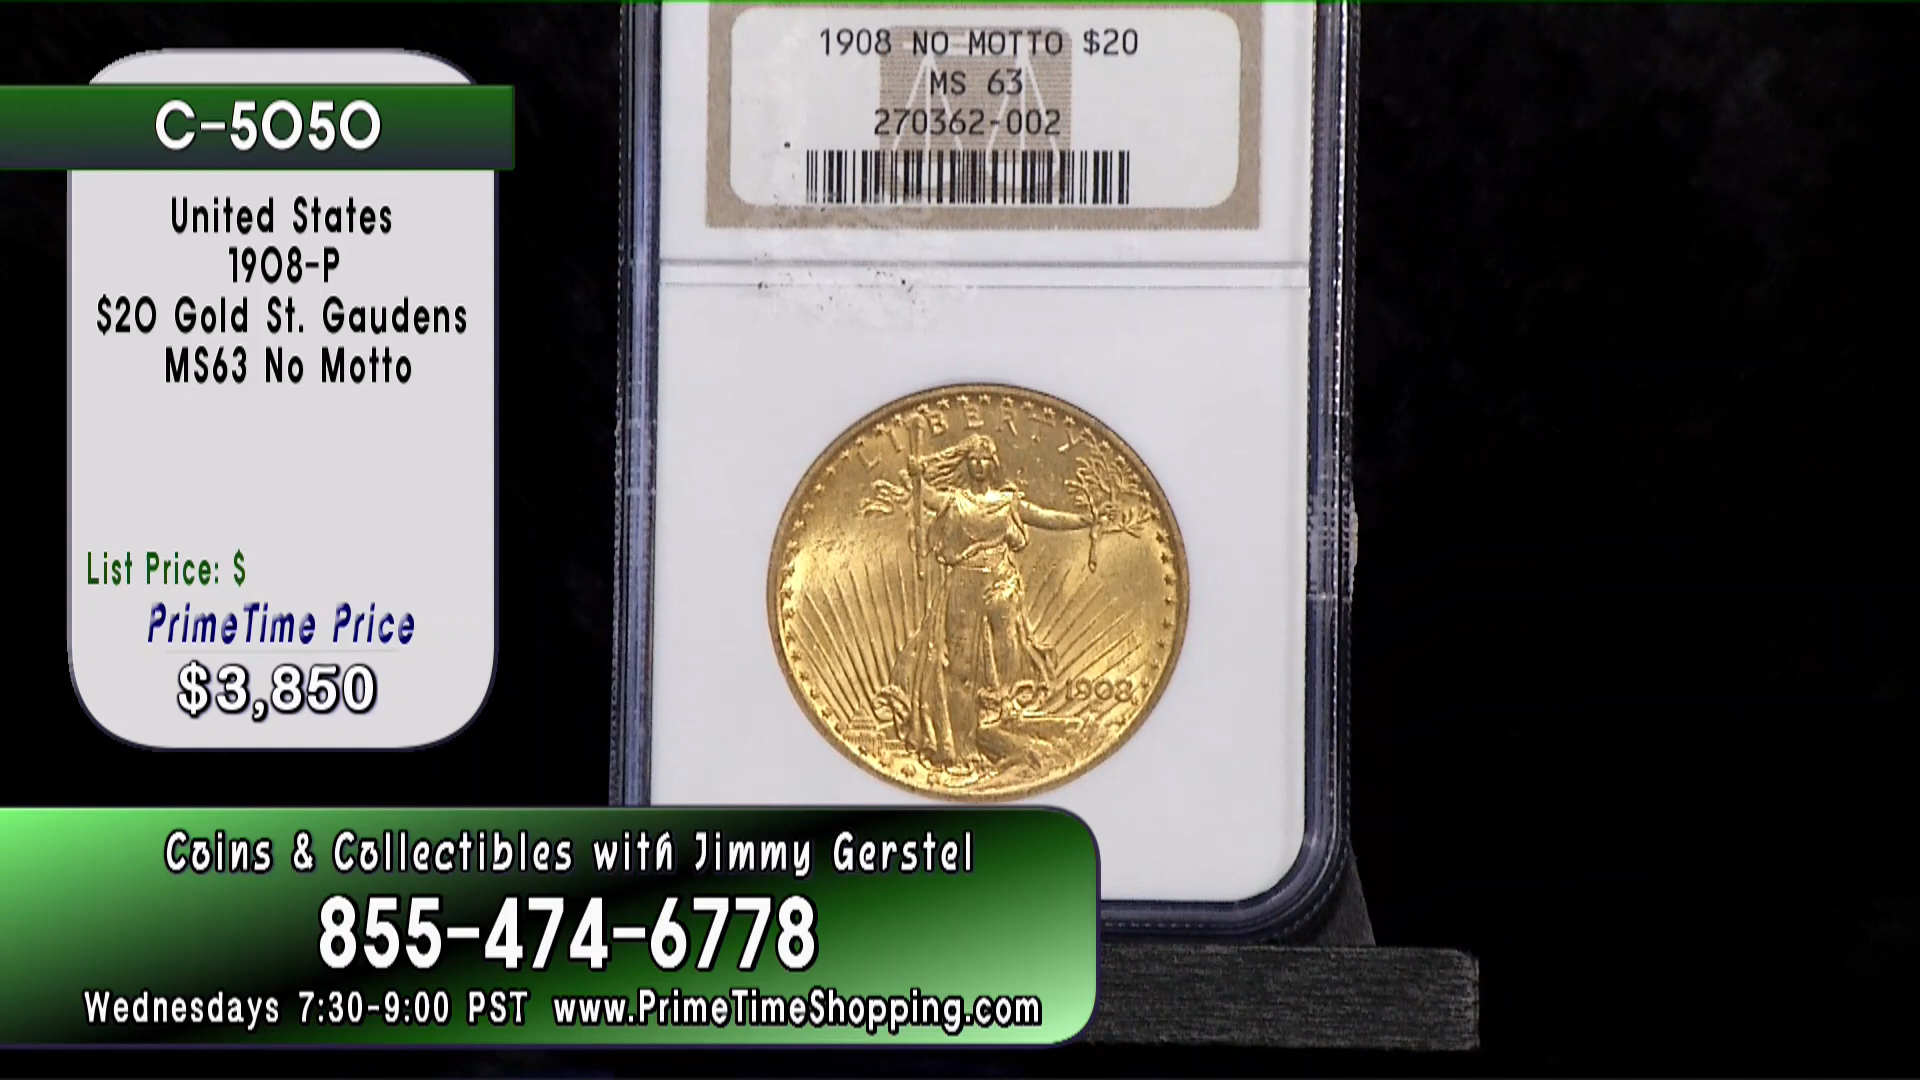 1908 NO MOTTO $20
MS 63
270362-002
C-5050
United States
1908-P
$20 Gold St. Gaudens
MS63 No Motto
List Price: $
PrimeTime Price
$3,850
LIBERTY
1908
Coins & Collectibles with Jimmy Gerstel
855-474-6778
Wednesdays 7:30-9:00 PST www.PrimeTimeShopping.com